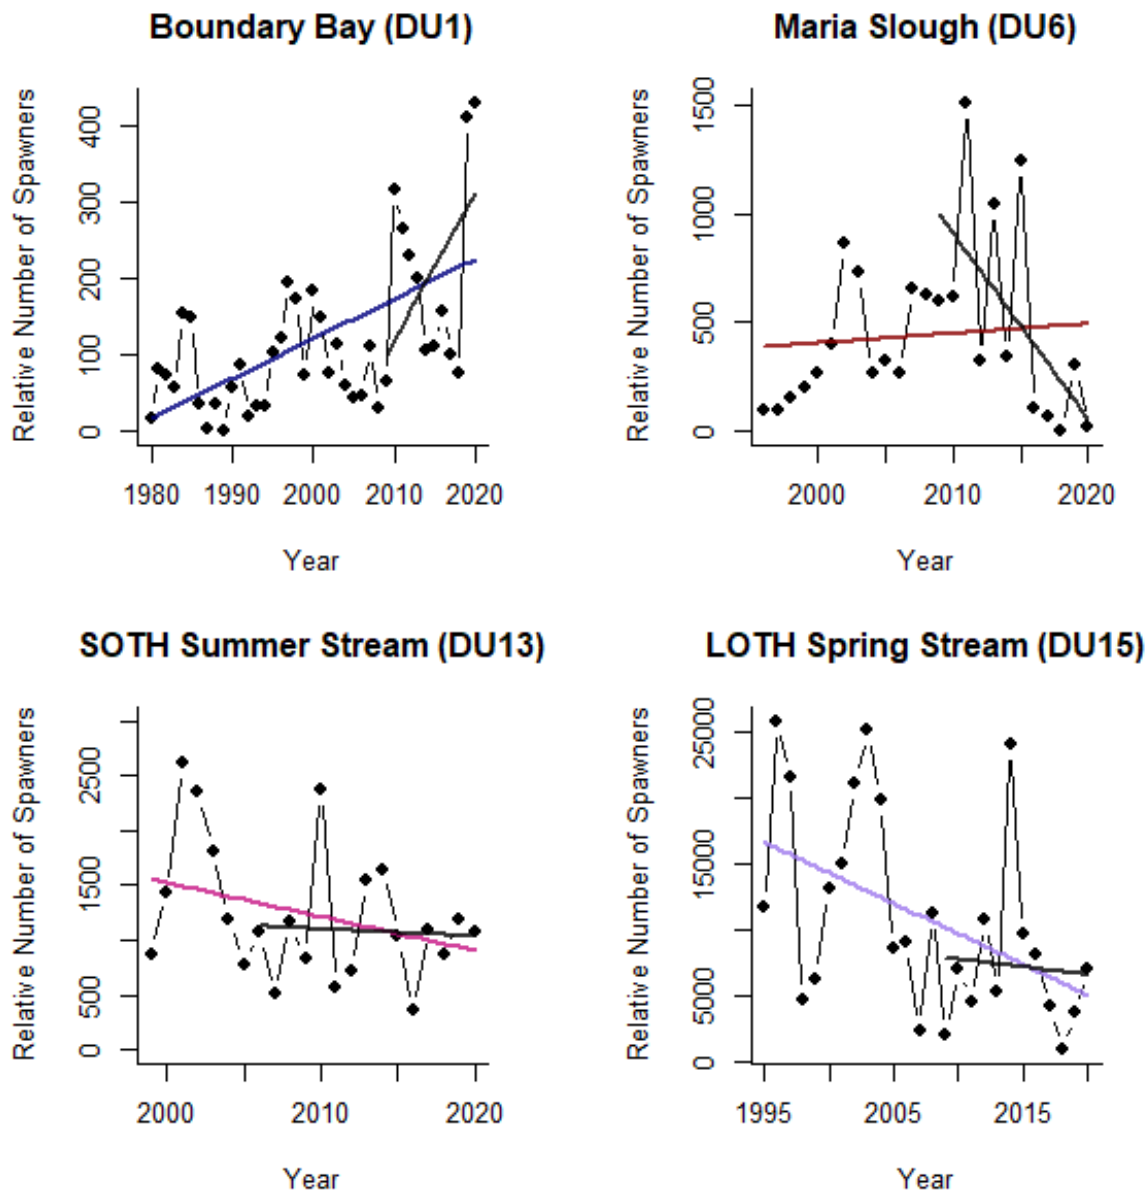 Boundary Bay (DU1)
Relative Number of Spawners
400
300
200
100
0
1980 1990 2000 2010 2020
Year
Maria Slough (DU6)
Relative Number of Spawners
1500
1000
500
0
2000 2010 2020
Year
SOTH Summer Stream (DU13)
Relative Number of Spawners
2500
1500
500
0
2000 2010 2020
Year
LOTH Spring Stream (DU15)
Relative Number of Spawners
25000
15000
5000
0
1995 2005 2015
Year